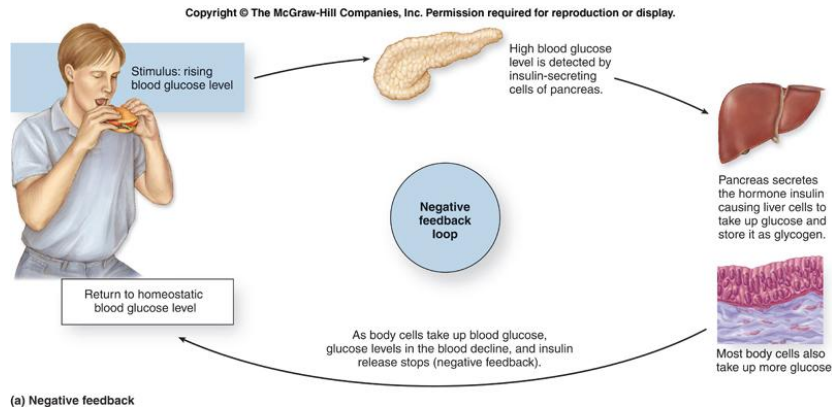 Copyright © The McGraw-Hill Companies, Inc. Permission required for reproduction or display.
Stimulus: rising
blood glucose level
High blood glucose
level is detected by
insulin-secreting
cells of pancreas.
Pancreas secretes
the hormone insulin
causing liver cells to
take up glucose and
store it as glycogen.
Negative
feedback
loop
Most body cells also
take up more glucose
As body cells take up blood glucose,
glucose levels in the blood decline, and insulin
release stops (negative feedback).
Return to homeostatic
blood glucose level
(a) Negative feedback